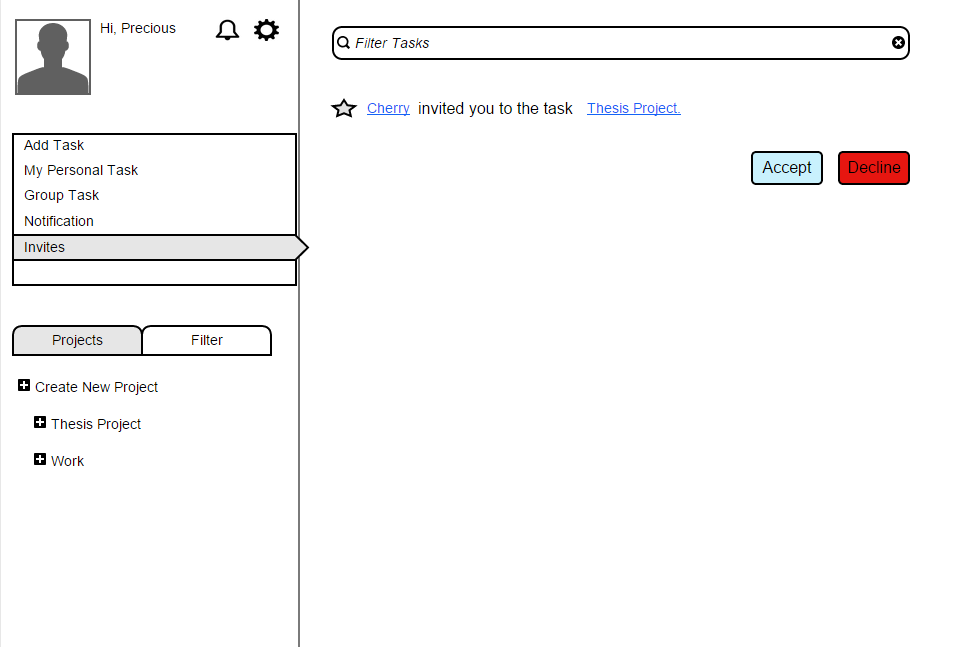 Hi, Precious
Add Task
My Personal Task
Group Task
Notification
Invites
Projects
Filter
Create New Project
Thesis Project
Work
Filter Tasks
Cherry invited you to the task Thesis Project.
Accept
Decline